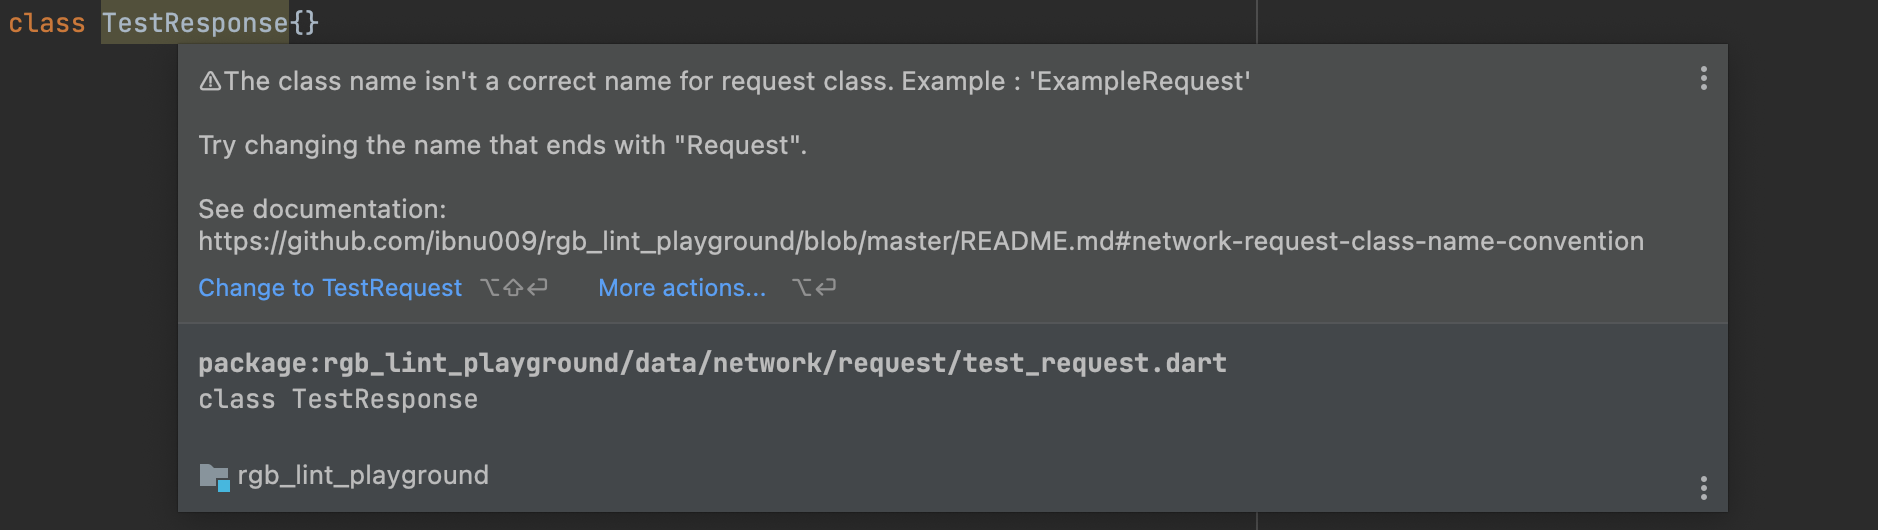 class TestResponse{}
⚠The class name isn't a correct name for request class. Example : 'ExampleRequest'
Try changing the name that ends with "Request".
See documentation:
https://github.com/ibnu009/rgb_lint_playground/blob/master/README.md#network-request-class-name-convention
Change to TestRequest ⌥⇧⏎ More actions... ⌥⏎
package:rgb_lint_playground/data/network/request/test_request.dart
class TestResponse
rgb_lint_playground